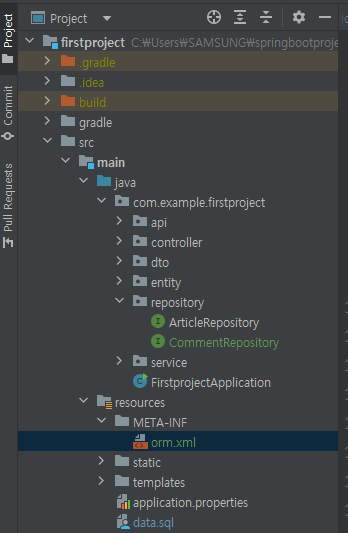 Project
Commit
Pull Requests
Project
firstproject C:₩Users₩SAMSUNG₩springbootproje
.gradle
.idea
build
gradle
src
main
java
com.example.firstproject
api
controller
dto
entity
repository
ArticleRepository
CommentRepository
service
FirstprojectApplication
resources
META-INF
orm.xml
static
templates
application.properties
data.sql